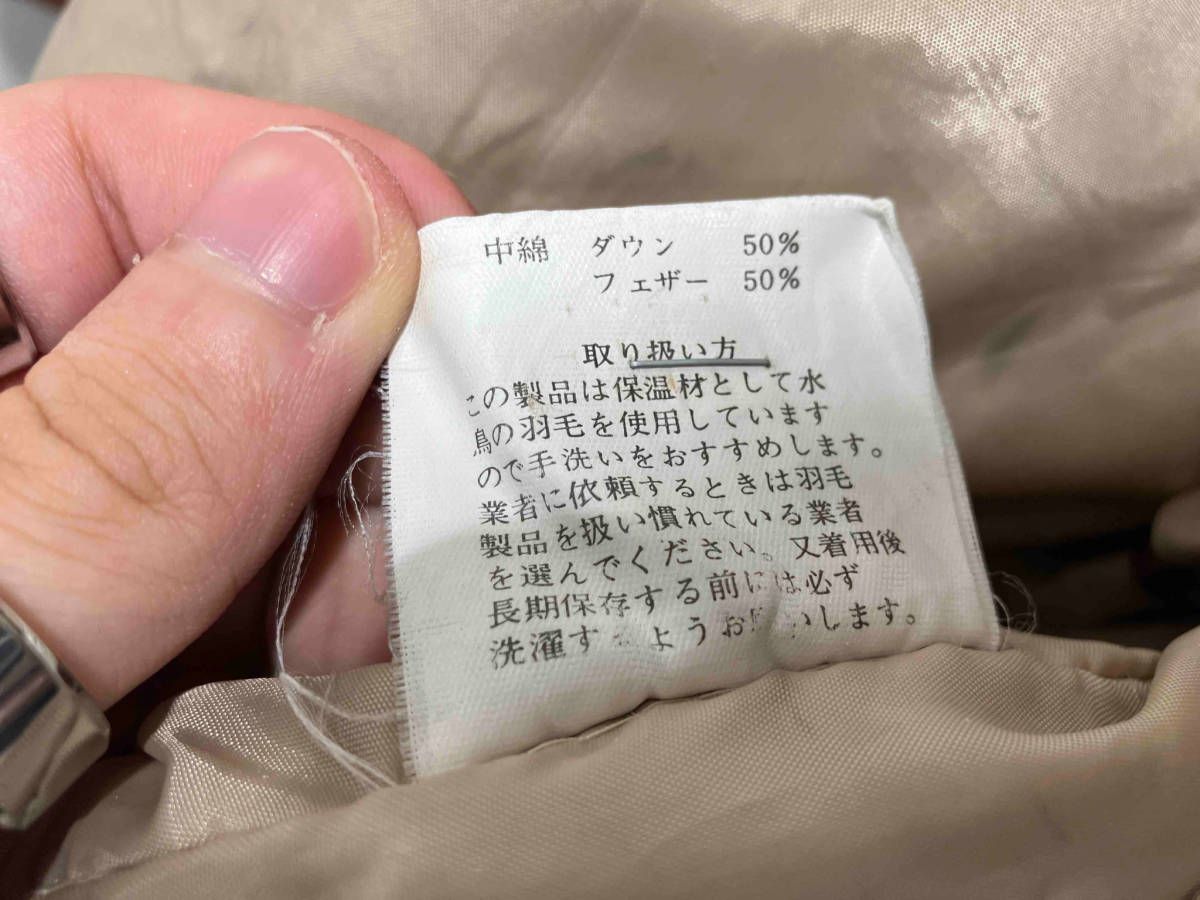 中綿 ダウン 50%
フェザー 50%
取り扱い方
この製品は保温材として水
鳥の羽毛を使用しています
ので手洗いをおすすめします。
業者に依頼するときは羽毛
製品を扱い慣れている業者
を選んでください。又着用後
長期保存する前には必ず
洗濯するようお願いします。